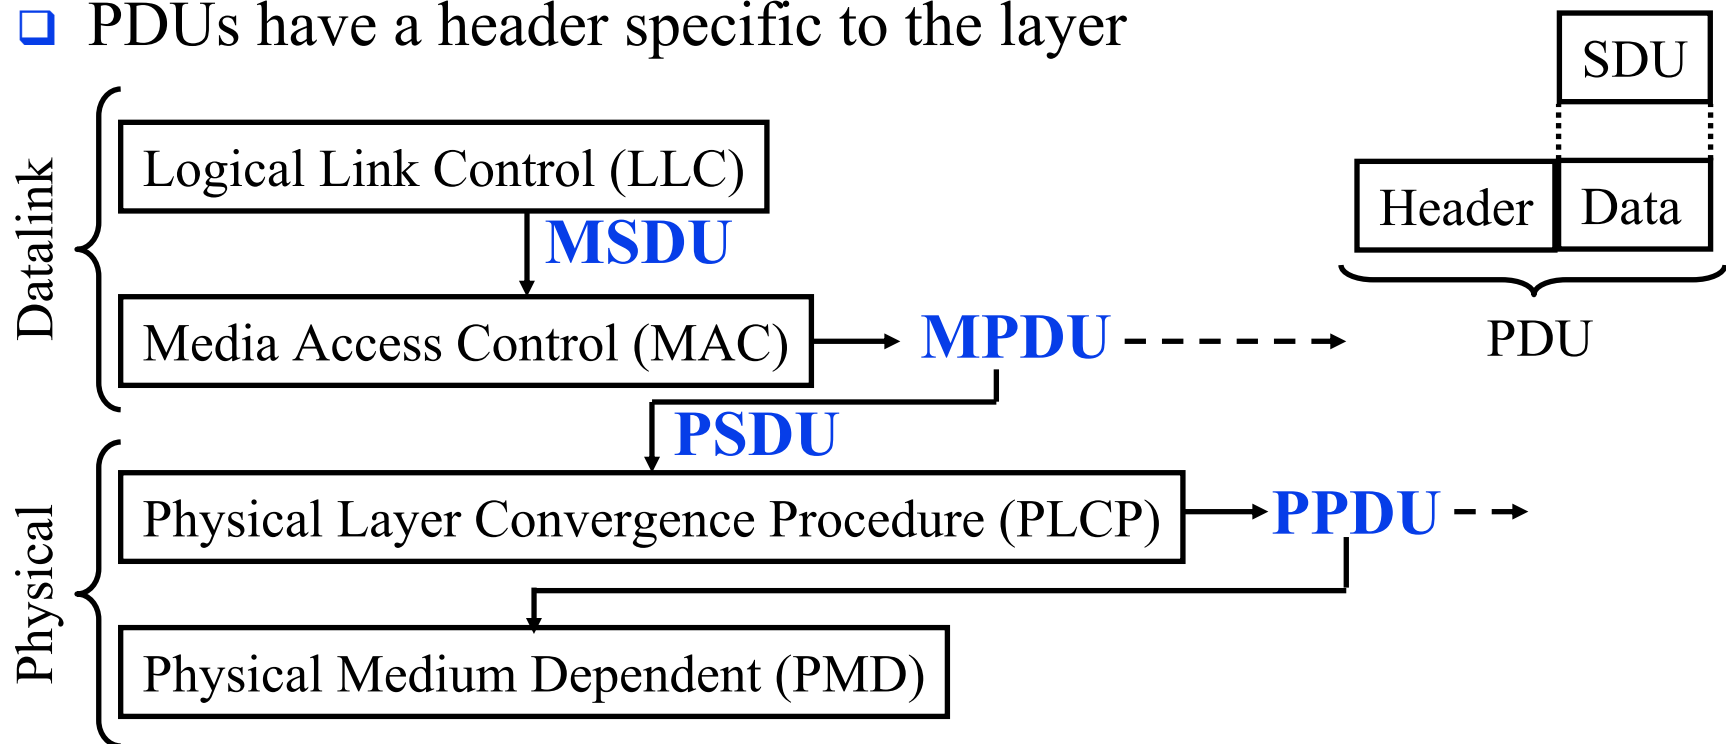 PDUs have a header specific to the layer
SDU
Header Data
PDU
Datalink
Logical Link Control (LLC)
MSDU
Media Access Control (MAC)
MPDU
PSDU
Physical
Physical Layer Convergence Procedure (PLCP)
PPDU
Physical Medium Dependent (PMD)